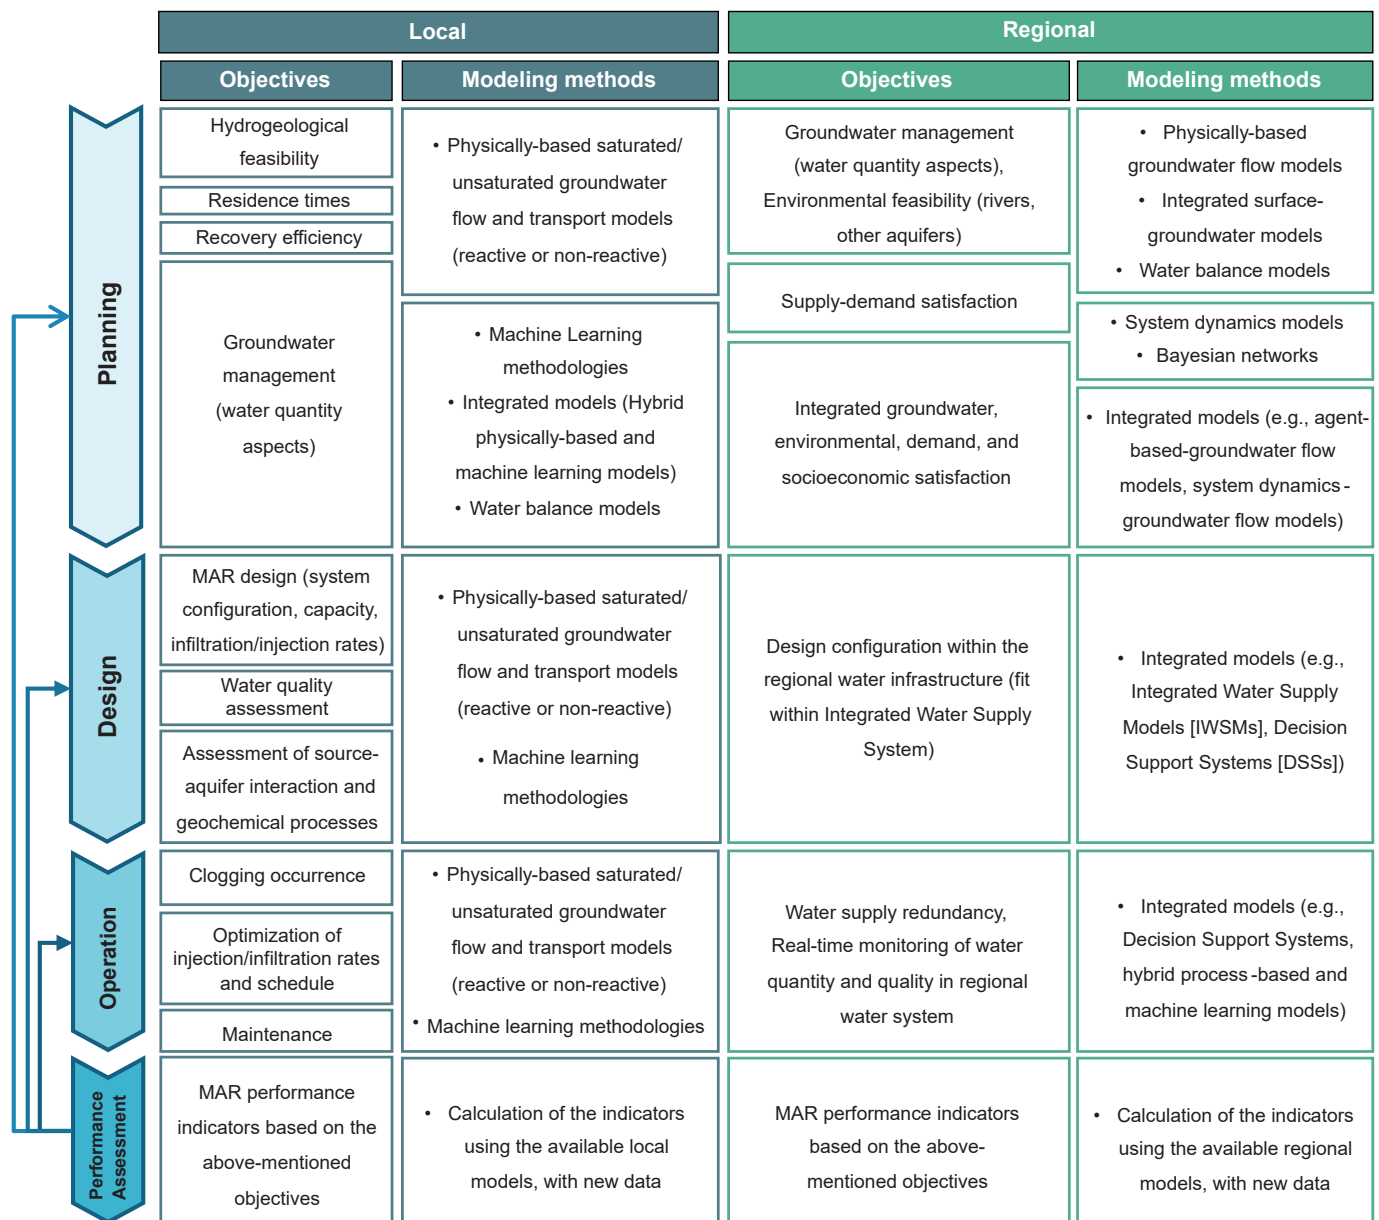 Local
Regional
Objectives
Modeling methods
Objectives
Modeling methods
Planning
Hydrogeological
feasibility
Residence times
Recovery efficiency
Groundwater
management
(water quantity
aspects)
• Physically-based saturated/
unsaturated groundwater
flow and transport models
(reactive or non-reactive)
• Machine Learning
methodologies
• Integrated models (Hybrid
physically-based and
machine learning models)
• Water balance models
Groundwater management
(water quantity aspects),
Environmental feasibility (rivers,
other aquifers)
Supply-demand satisfaction
Integrated groundwater,
environmental, demand, and
socioeconomic satisfaction
• Physically-based
groundwater flow models
• Integrated surface-
groundwater models
• Water balance models
• System dynamics models
• Bayesian networks
• Integrated models (e.g., agent-
based-groundwater flow
models, system dynamics-
groundwater flow models)
Design
MAR design (system
configuration, capacity,
infiltration/injection rates)
Water quality
assessment
Assessment of source-
aquifer interaction and
geochemical processes
• Physically-based saturated/
unsaturated groundwater
flow and transport models
(reactive or non-reactive)
• Machine learning
methodologies
Design configuration within the
regional water infrastructure (fit
within Integrated Water Supply
System)
• Integrated models (e.g.,
Integrated Water Supply
Models [IWSMs], Decision
Support Systems [DSSs])
Operation
Clogging occurrence
Optimization of
injection/infiltration rates
and schedule
Maintenance
• Physically-based saturated/
unsaturated groundwater
flow and transport models
(reactive or non-reactive)
• Machine learning methodologies
Water supply redundancy,
Real-time monitoring of water
quantity and quality in regional
water system
• Integrated models (e.g.,
Decision Support Systems,
hybrid process-based and
machine learning models)
Performance
Assessment
MAR performance
indicators based on the
above-mentioned
objectives
• Calculation of the indicators
using the available local
models, with new data
MAR performance indicators
based on the above-
mentioned objectives
• Calculation of the indicators
using the available regional
models, with new data